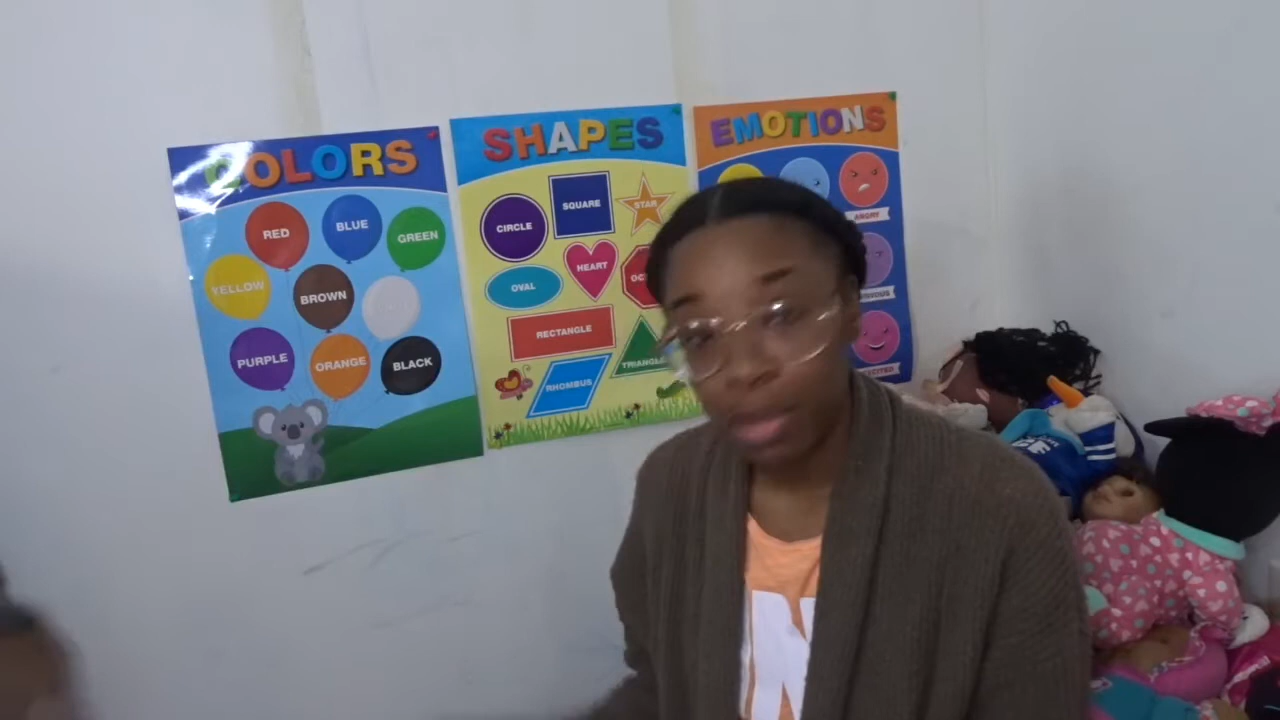 COLORS
RED
BLUE
GREEN
YELLOW
BROWN
PURPLE
ORANGE
BLACK
SHAPES
CIRCLE
SQUARE
STAR
OVAL
HEART
RECTANGLE
TRIANGLE
RHOMBUS
EMOTIONS
ANGRY